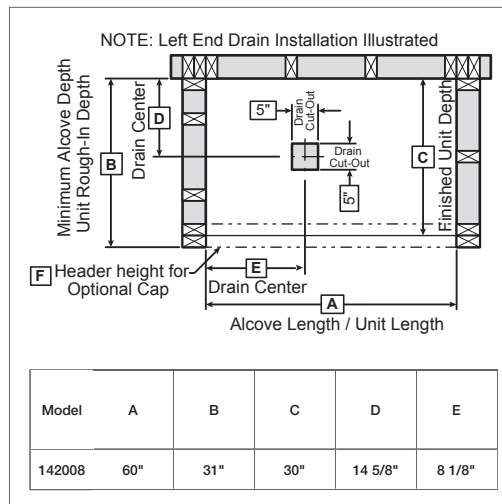 NOTE: Left End Drain Installation Illustrated
Minimum Alcove Depth
Unit Rough-In Depth
B
Drain Center
D
5"
Drain
Cut-Out
Drain
Cut-Out
5"
C
Finished Unit Depth
F Header height for
Optional Cap
E
Drain Center
A
Alcove Length / Unit Length
Model A B C D E
142008 60" 31" 30" 14 5/8" 8 1/8"